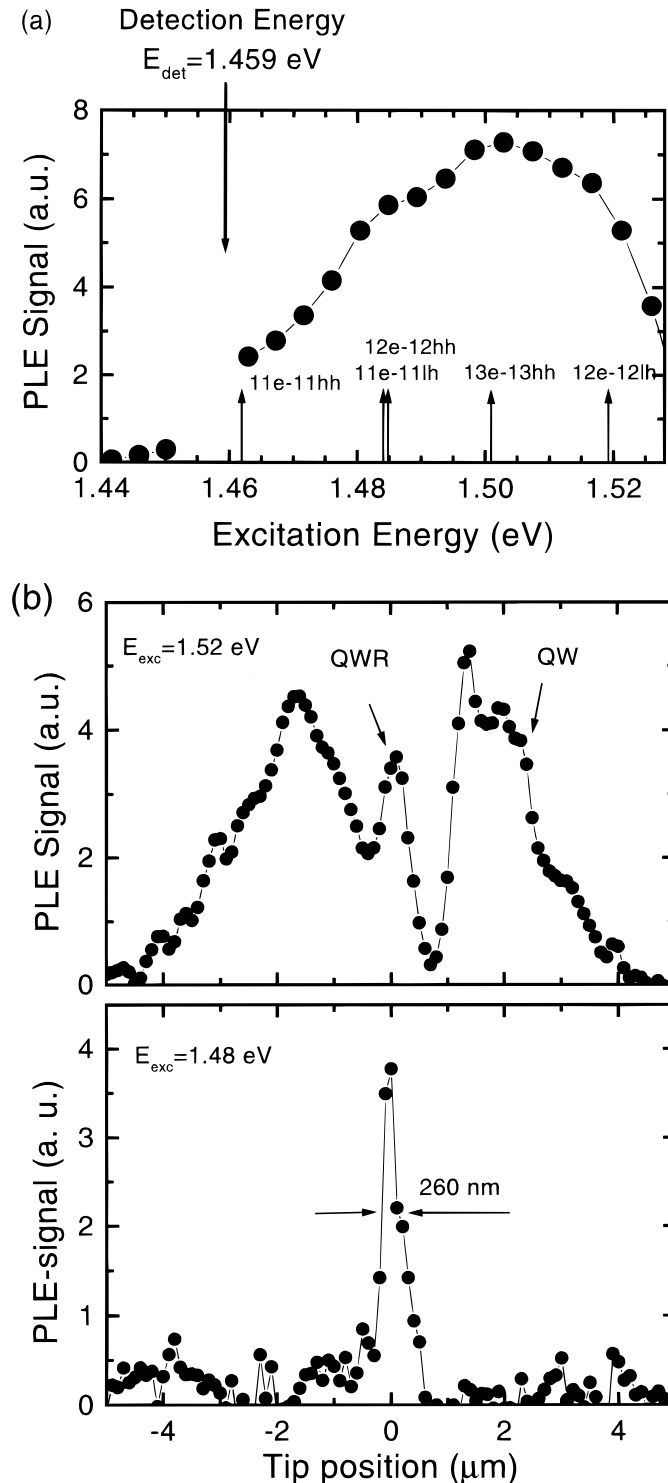 (a)
Detection Energy
E_det=1.459 eV
8
6
4
2
0
PLE Signal (a.u.)
12e-12hh
11e-11hh 11e-11lh 13e-13hh 12e-12lh
1.44 1.46 1.48 1.50 1.52
Excitation Energy (eV)
(b)
6
4
2
0
PLE Signal (a.u.)
E_exc=1.52 eV
QWR QW
4
3
2
1
0
PLE-signal (a. u.)
E_exc=1.48 eV
260 nm
-4 -2 0 2 4
Tip position (μm)